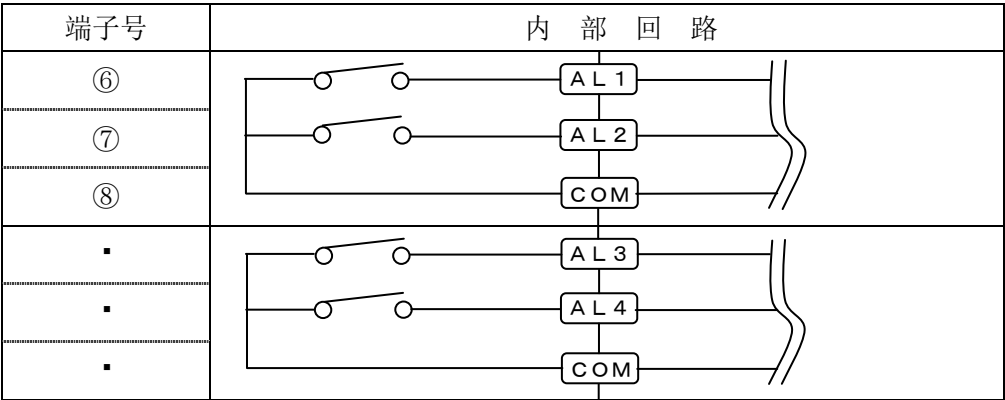 端子号 内 部 回 路
⑥ AL1
⑦ AL2
⑧ COM
▪ AL3
▪ AL4
▪ COM